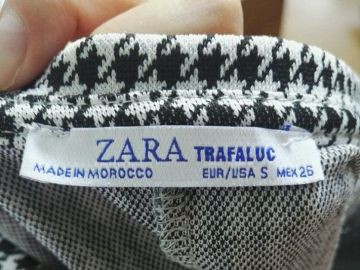 ZARA TRAFALUC
MADE IN MOROCCO EUR/USA S MEX 26